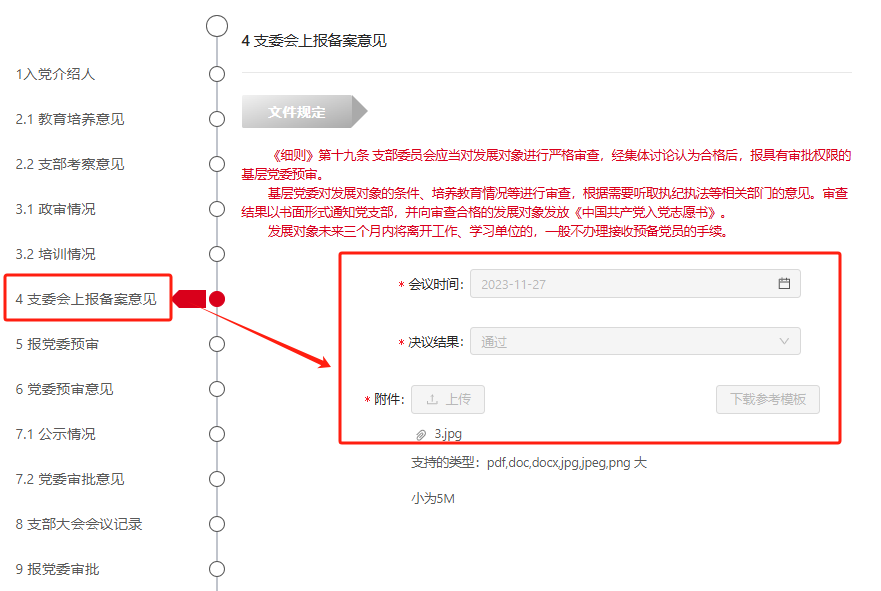 1入党介绍人
2.1 教育培养意见
2.2 支部考察意见
3.1 政审情况
3.2 培训情况
4 支委会上报备案意见
5 报党委预审
6 党委预审意见
7.1 公示情况
7.2 党委审批意见
8 支部大会会议记录
9 报党委审批
4 支委会上报备案意见
文件规定
《细则》第十九条 支部委员会应当对发展对象进行严格审查，经集体讨论认为合格后，报具有审批权限的
基层党委预审。
基层党委对发展对象的条件、培养教育情况等进行审查，根据需要听取执纪执法等相关部门的意见。审查
结果以书面形式通知党支部，并向审查合格的发展对象发放《中国共产党入党志愿书》。
发展对象未来三个月内将离开工作、学习单位的，一般不办理接收预备党员的手续。
* 会议时间: 2023-11-27
* 决议结果: 通过
* 附件: 上传 下载参考模板
3.jpg
支持的类型：pdf,doc,docx,jpg,jpeg,png 大
小为5M